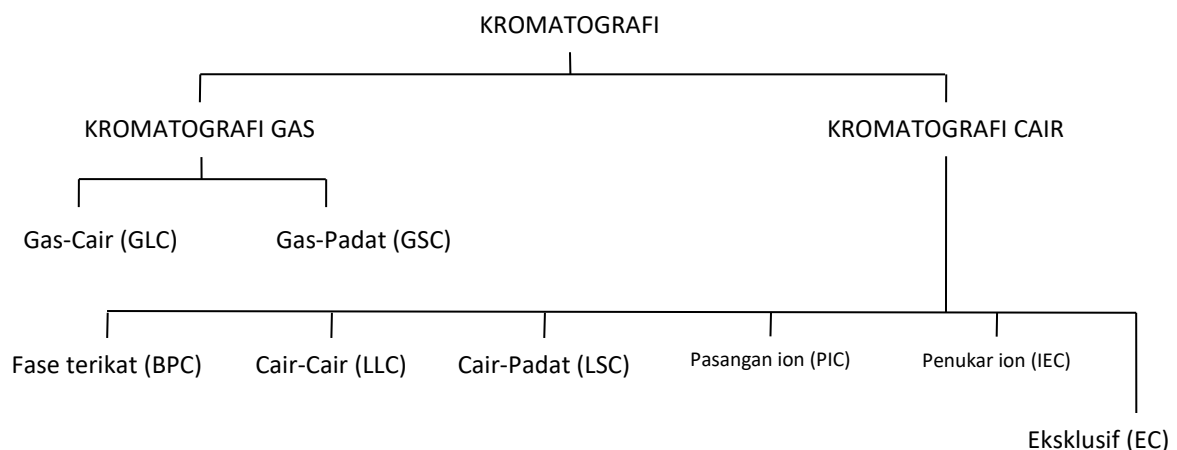 KROMATOGRAFI
KROMATOGRAFI GAS
KROMATOGRAFI CAIR
Gas-Cair (GLC)
Gas-Padat (GSC)
Fase terikat (BPC)
Cair-Cair (LLC)
Cair-Padat (LSC)
Pasangan ion (PIC)
Penukar ion (IEC)
Eksklusif (EC)